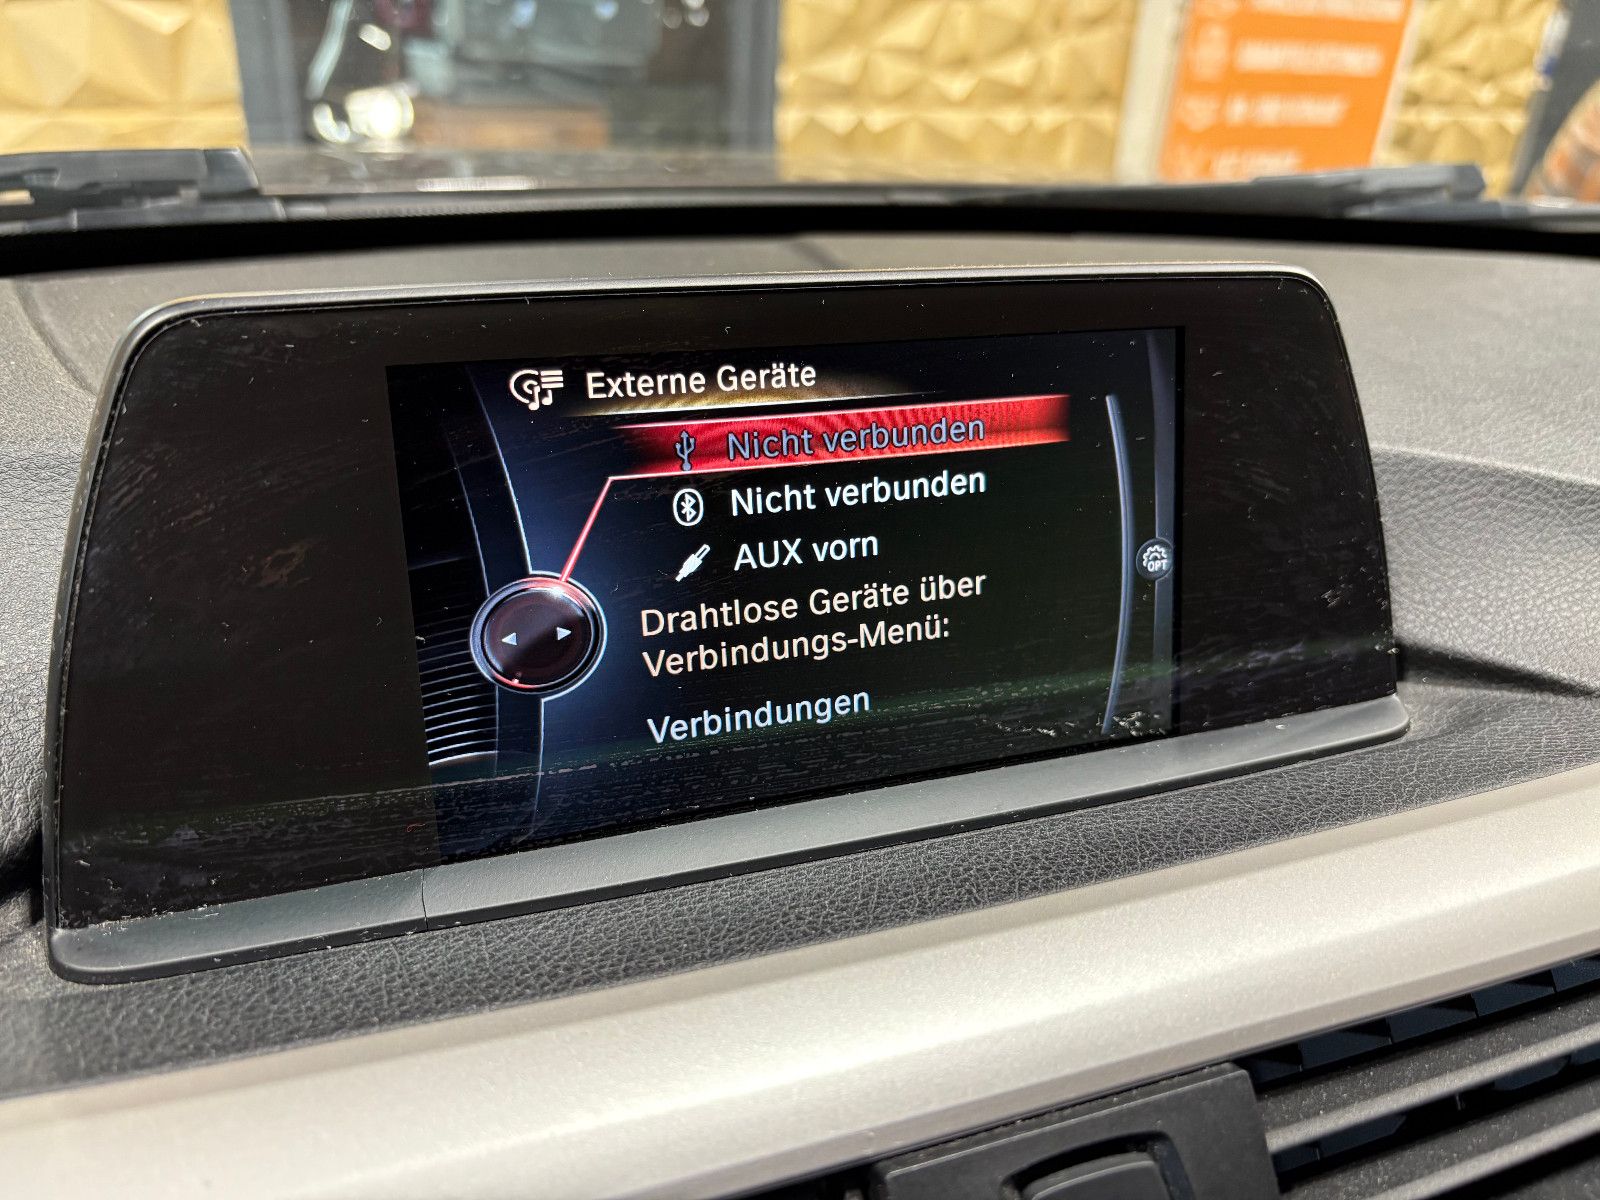 Externe Geräte
Nicht verbunden
Nicht verbunden
AUX vorn
Drahtlose Geräte über
Verbindungs-Menü:
Verbindungen
OPT